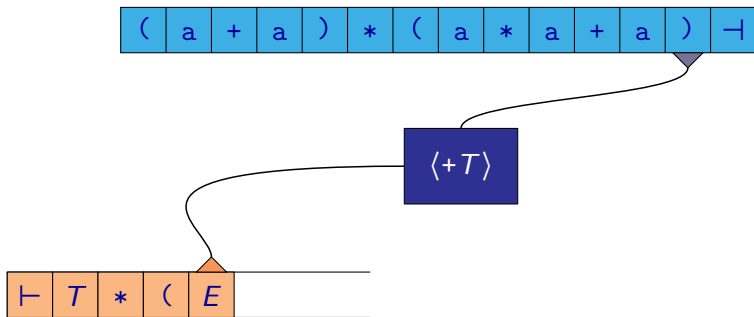 ( a + a ) * ( a * a + a ) ⊣
⟨+T⟩
⊢ T * ( E